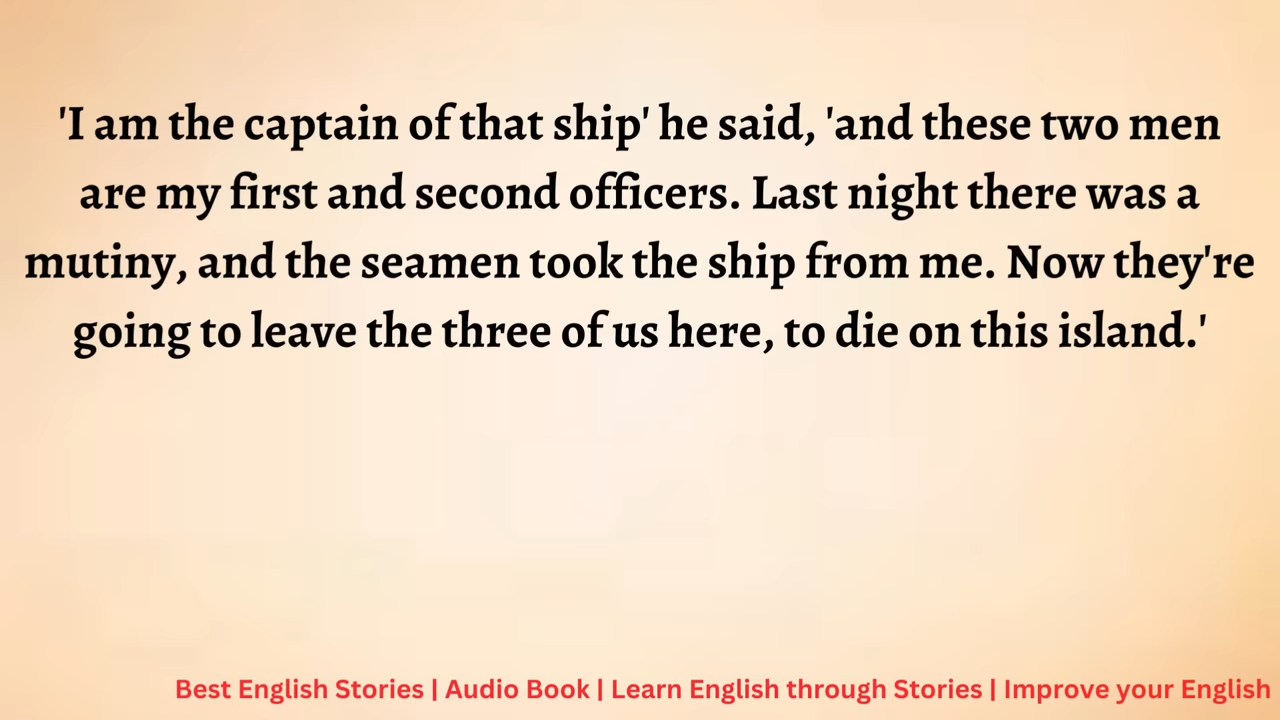 'I am the captain of that ship' he said, 'and these two men
are my first and second officers. Last night there was a
mutiny, and the seamen took the ship from me. Now they're
going to leave the three of us here, to die on this island.'
Best English Stories | Audio Book | Learn English through Stories | Improve your English